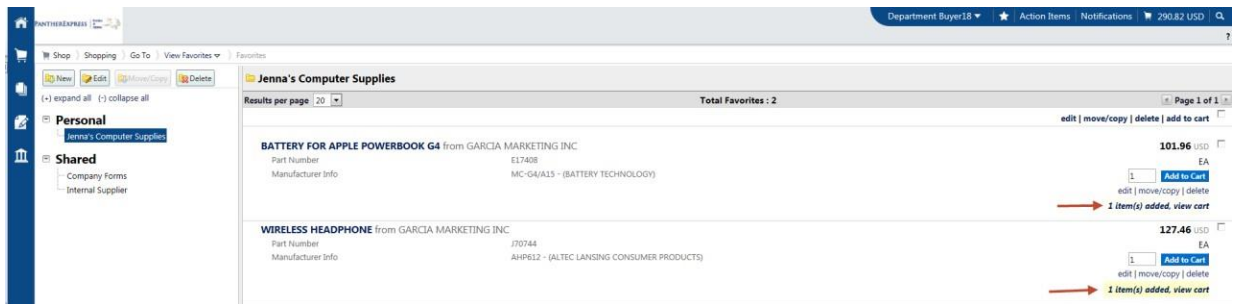 PANTHEREXPRESS
Department Buyer18 Action Items Notifications 290.82 USD
?
Shop Shopping Go To View Favorites Favorites
New Edit Move/Copy Delete
(+) expand all (-) collapse all
Personal
Jenna's Computer Supplies
Shared
Company Forms
Internal Supplier
Jenna's Computer Supplies
Results per page 20 Total Favorites : 2 Page 1 of 1
edit | move/copy | delete | add to cart
BATTERY FOR APPLE POWERBOOK G4 from GARCIA MARKETING INC 101.96 USD
Part Number E17408 EA
Manufacturer Info MC-G4/A15 - (BATTERY TECHNOLOGY) 1 Add to Cart
edit | move/copy | delete
1 item(s) added, view cart
WIRELESS HEADPHONE from GARCIA MARKETING INC 127.46 USD
Part Number J70744 EA
Manufacturer Info AHP612 - (ALTEC LANSING CONSUMER PRODUCTS) 1 Add to Cart
edit | move/copy | delete
1 item(s) added, view cart